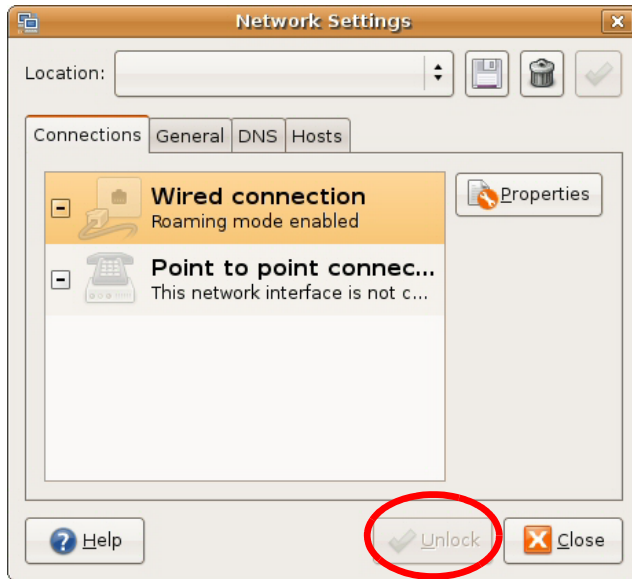 Network Settings
Location:
Connections General DNS Hosts
Wired connection
Roaming mode enabled
Properties
Point to point connec...
This network interface is not c...
Help Unlock Close